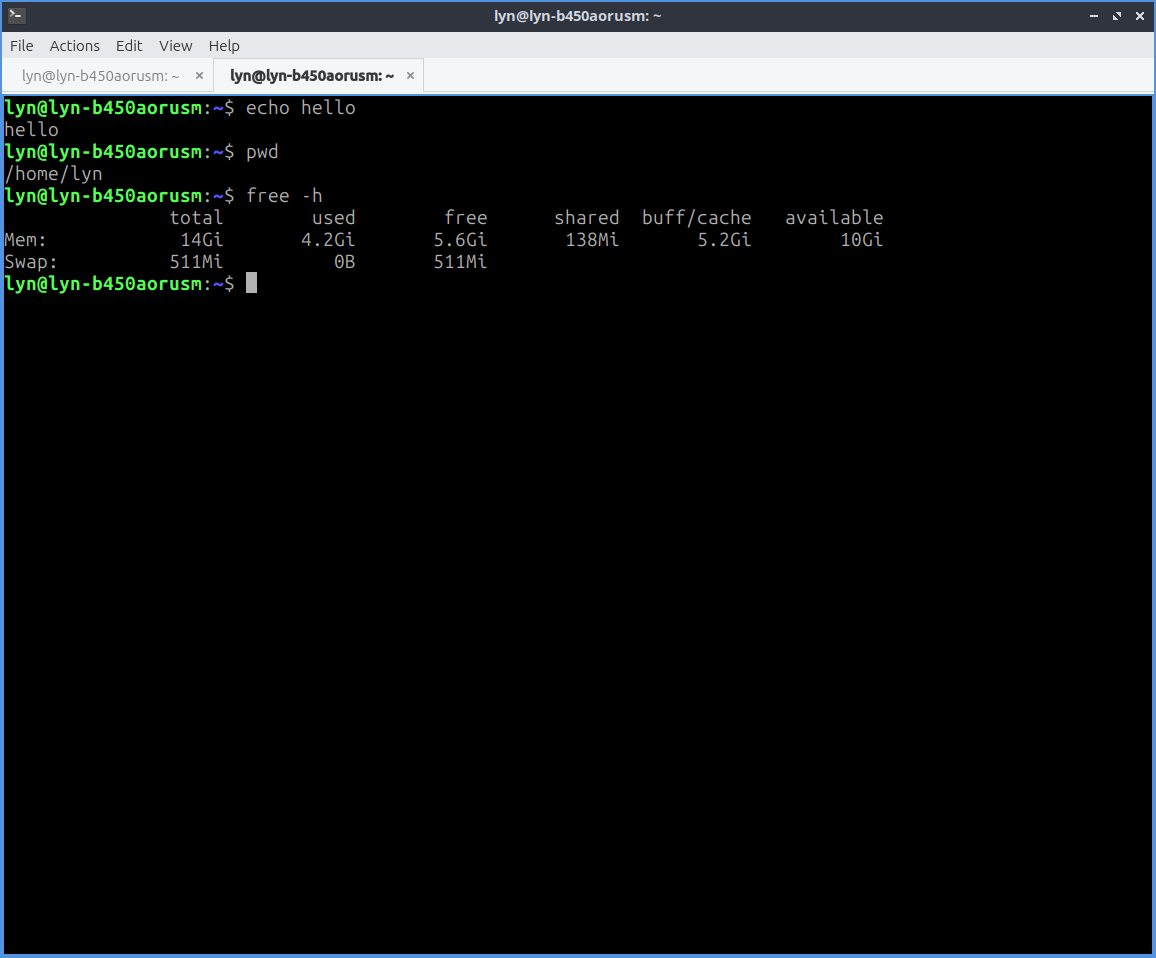 lyn@lyn-b450aorusm: ~
File Actions Edit View Help
lyn@lyn-b450aorusm: ~ × lyn@lyn-b450aorusm: ~ ×
lyn@lyn-b450aorusm:~$ echo hello
hello
lyn@lyn-b450aorusm:~$ pwd
/home/lyn
lyn@lyn-b450aorusm:~$ free -h
               total        used        free      shared  buff/cache   available
Mem:            14Gi       4.2Gi       5.6Gi       138Mi       5.2Gi        10Gi
Swap:          511Mi          0B       511Mi
lyn@lyn-b450aorusm:~$